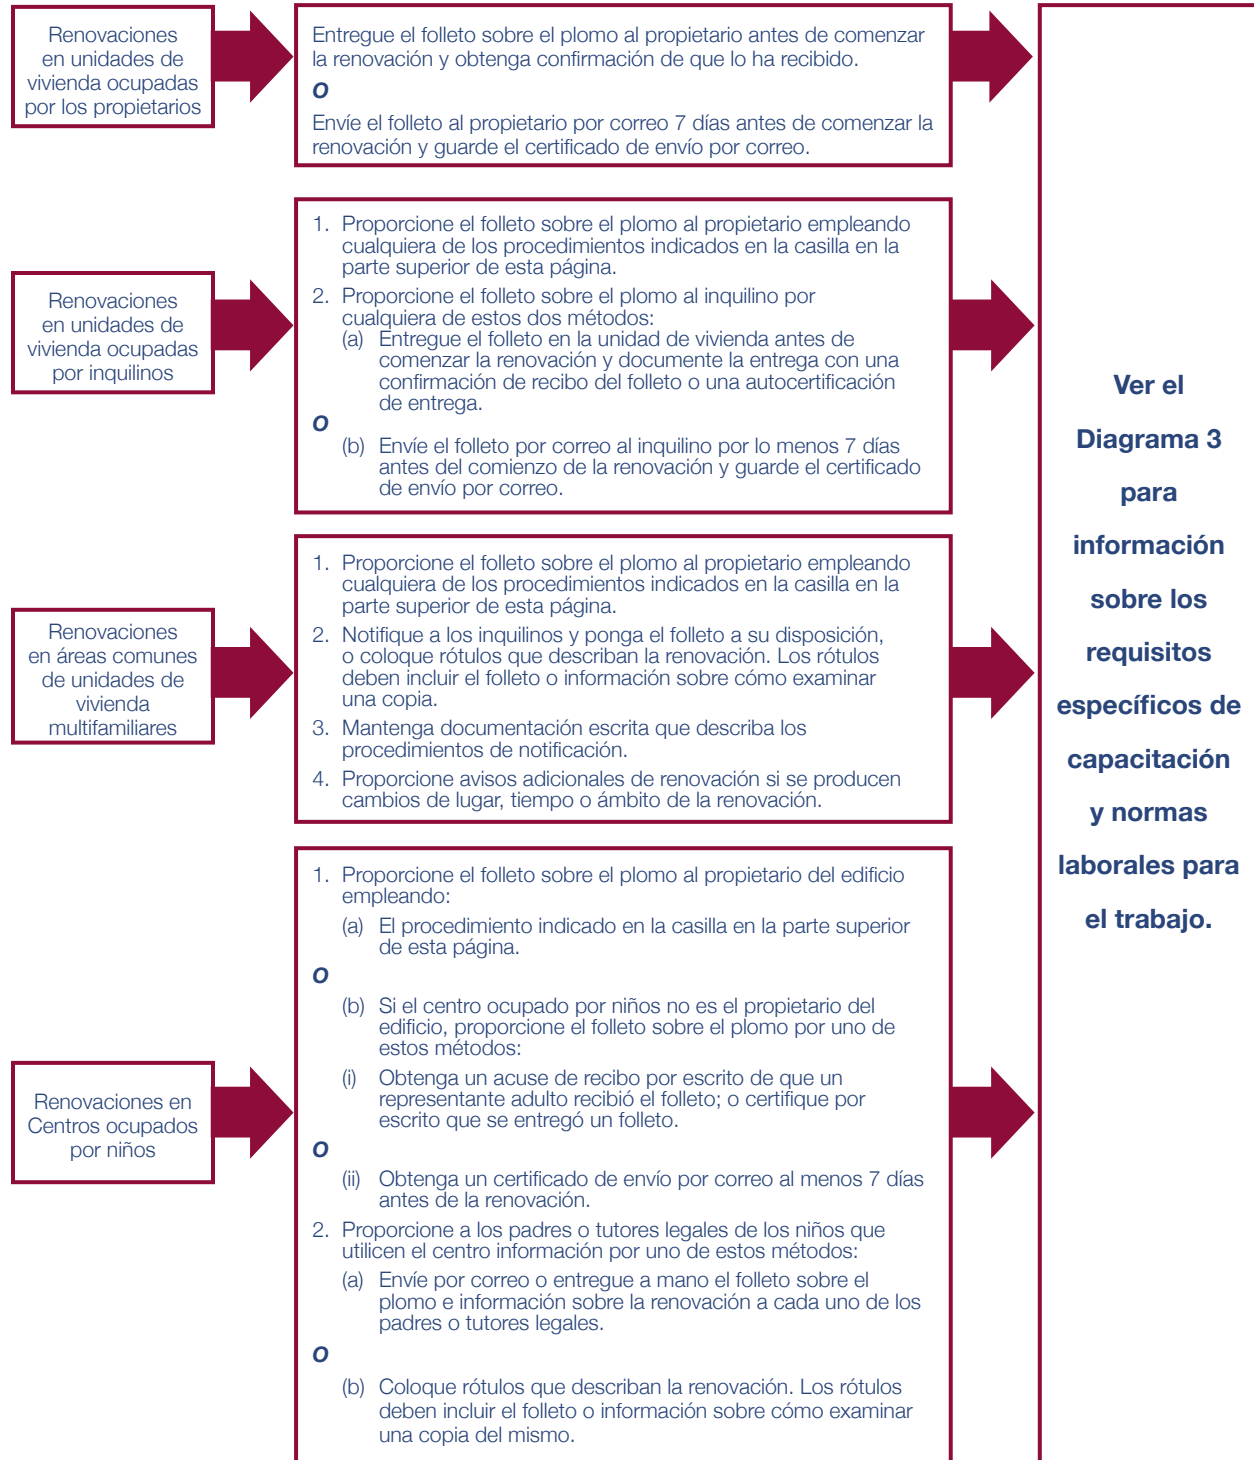 Renovaciones
en unidades de
vivienda ocupadas
por los propietarios
Entregue el folleto sobre el plomo al propietario antes de comenzar
la renovación y obtenga confirmación de que lo ha recibido.
O
Envíe el folleto al propietario por correo 7 días antes de comenzar la
renovación y guarde el certificado de envío por correo.
Renovaciones
en unidades de
vivienda ocupadas
por inquilinos
1. Proporcione el folleto sobre el plomo al propietario empleando
cualquiera de los procedimientos indicados en la casilla en la
parte superior de esta página.
2. Proporcione el folleto sobre el plomo al inquilino por
cualquiera de estos dos métodos:
(a) Entregue el folleto en la unidad de vivienda antes de
comenzar la renovación y documente la entrega con una
confirmación de recibo del folleto o una autocertificación
de entrega.
O
(b) Envíe el folleto por correo al inquilino por lo menos 7 días
antes del comienzo de la renovación y guarde el certificado
de envío por correo.
Renovaciones
en áreas comunes
de unidades de
vivienda
multifamiliares
1. Proporcione el folleto sobre el plomo al propietario empleando
cualquiera de los procedimientos indicados en la casilla en la
parte superior de esta página.
2. Notifique a los inquilinos y ponga el folleto a su disposición,
o coloque rótulos que describan la renovación. Los rótulos
deben incluir el folleto o información sobre cómo examinar
una copia.
3. Mantenga documentación escrita que describa los
procedimientos de notificación.
4. Proporcione avisos adicionales de renovación si se producen
cambios de lugar, tiempo o ámbito de la renovación.
Renovaciones en
Centros ocupados
por niños
1. Proporcione el folleto sobre el plomo al propietario del edificio
empleando:
(a) El procedimiento indicado en la casilla en la parte superior
de esta página.
O
(b) Si el centro ocupado por niños no es el propietario del
edificio, proporcione el folleto sobre el plomo por uno de
estos métodos:
(i) Obtenga un acuse de recibo por escrito de que un
representante adulto recibió el folleto; o certifique por
escrito que se entregó un folleto.
O
(ii) Obtenga un certificado de envío por correo al menos 7 días
antes de la renovación.
2. Proporcione a los padres o tutores legales de los niños que
utilicen el centro información por uno de estos métodos:
(a) Envíe por correo o entregue a mano el folleto sobre el
plomo e información sobre la renovación a cada uno de los
padres o tutores legales.
O
(b) Coloque rótulos que describan la renovación. Los rótulos
deben incluir el folleto o información sobre cómo examinar
una copia del mismo.
Ver el
Diagrama 3
para
información
sobre los
requisitos
específicos de
capacitación
y normas
laborales para
el trabajo.